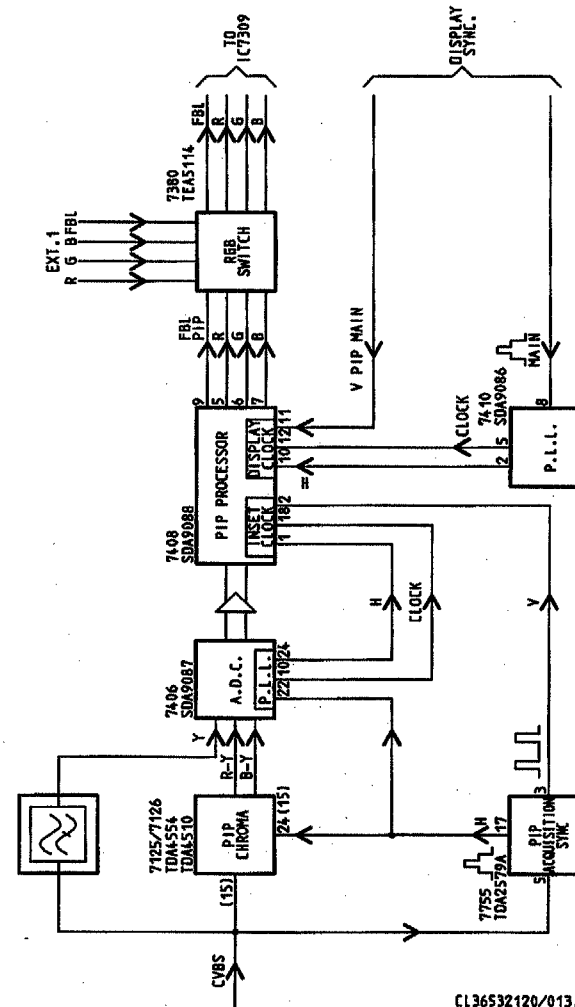 CVBS
7125/7126
TDA4554
TDA4510
(15)
PIP
CHROMA
24 (15)
Y
R-Y
B-Y
7406
SDA9087
A.D.C.
P.L.L.
22 10 24
7408
SDA9088
PIP PROCESSOR
INSET
CLOCK
DISPLAY
CLOCK
1 18 2
10 12 11
9
5
6
7
FBL
PIP
R
G
B
EXT.1
R G B FBL
7380
TEA5114
RGB
SWITCH
FBL
R
G
B
TO
IC7309
H
CLOCK
V
H
CLOCK
V PIP MAIN
DISPLAY
SYNC.
MAIN
7410
SDA9086
2 5
8
P.L.L.
7755
TDA2579A
5
PIP
ACQUISITION
SYNC
17
3
H
CL36532120/013